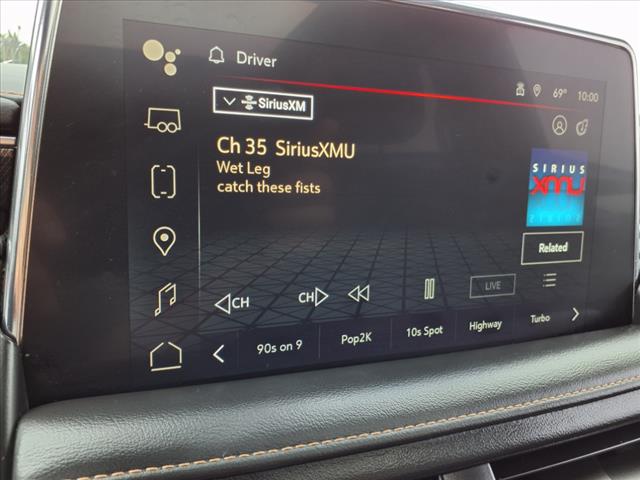 Driver
69° 10:00
SiriusXM
Ch 35 SiriusXMU
Wet Leg
catch these fists
SIRIUS
XMU
Related
CH CH LIVE
90s on 9 Pop2K 10s Spot Highway Turbo